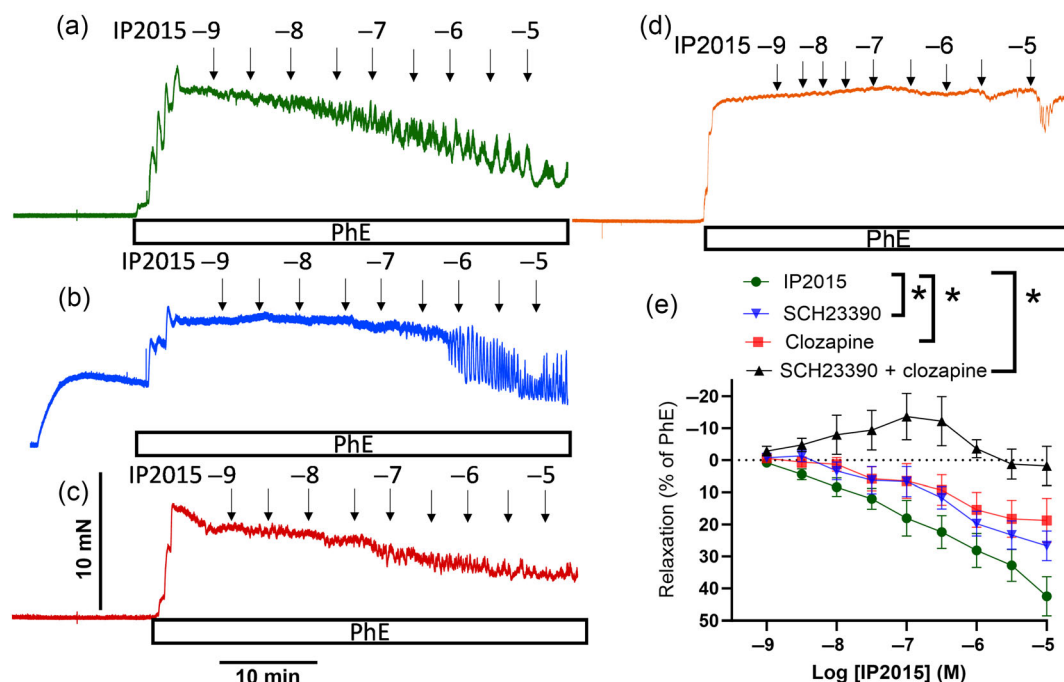 (a)
IP2015 –9 –8 –7 –6 –5
PhE
(b)
IP2015 –9 –8 –7 –6 –5
PhE
(c)
IP2015 –9 –8 –7 –6 –5
10 mN
PhE
10 min
(d)
IP2015 –9 –8 –7 –6 –5
PhE
(e)
IP2015
SCH23390
Clozapine
SCH23390 + clozapine
* * *
Relaxation (% of PhE)
–20
–10
0
10
20
30
40
50
–9 –8 –7 –6 –5
Log [IP2015] (M)